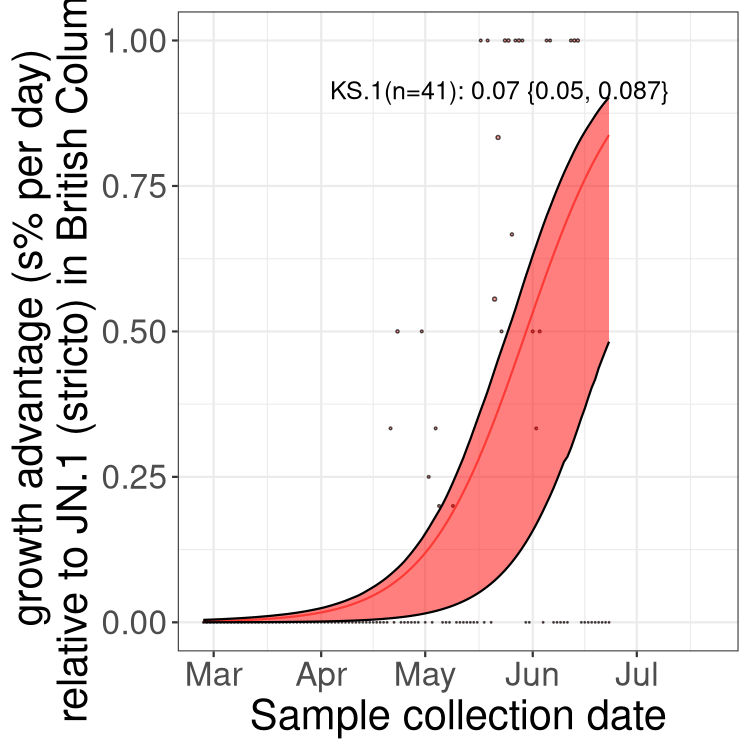 growth advantage (s% per day)
relative to JN.1 (stricto) in British Colum
1.00
0.75
0.50
0.25
0.00
KS.1(n=41): 0.07 {0.05, 0.087}
Mar Apr May Jun Jul
Sample collection date